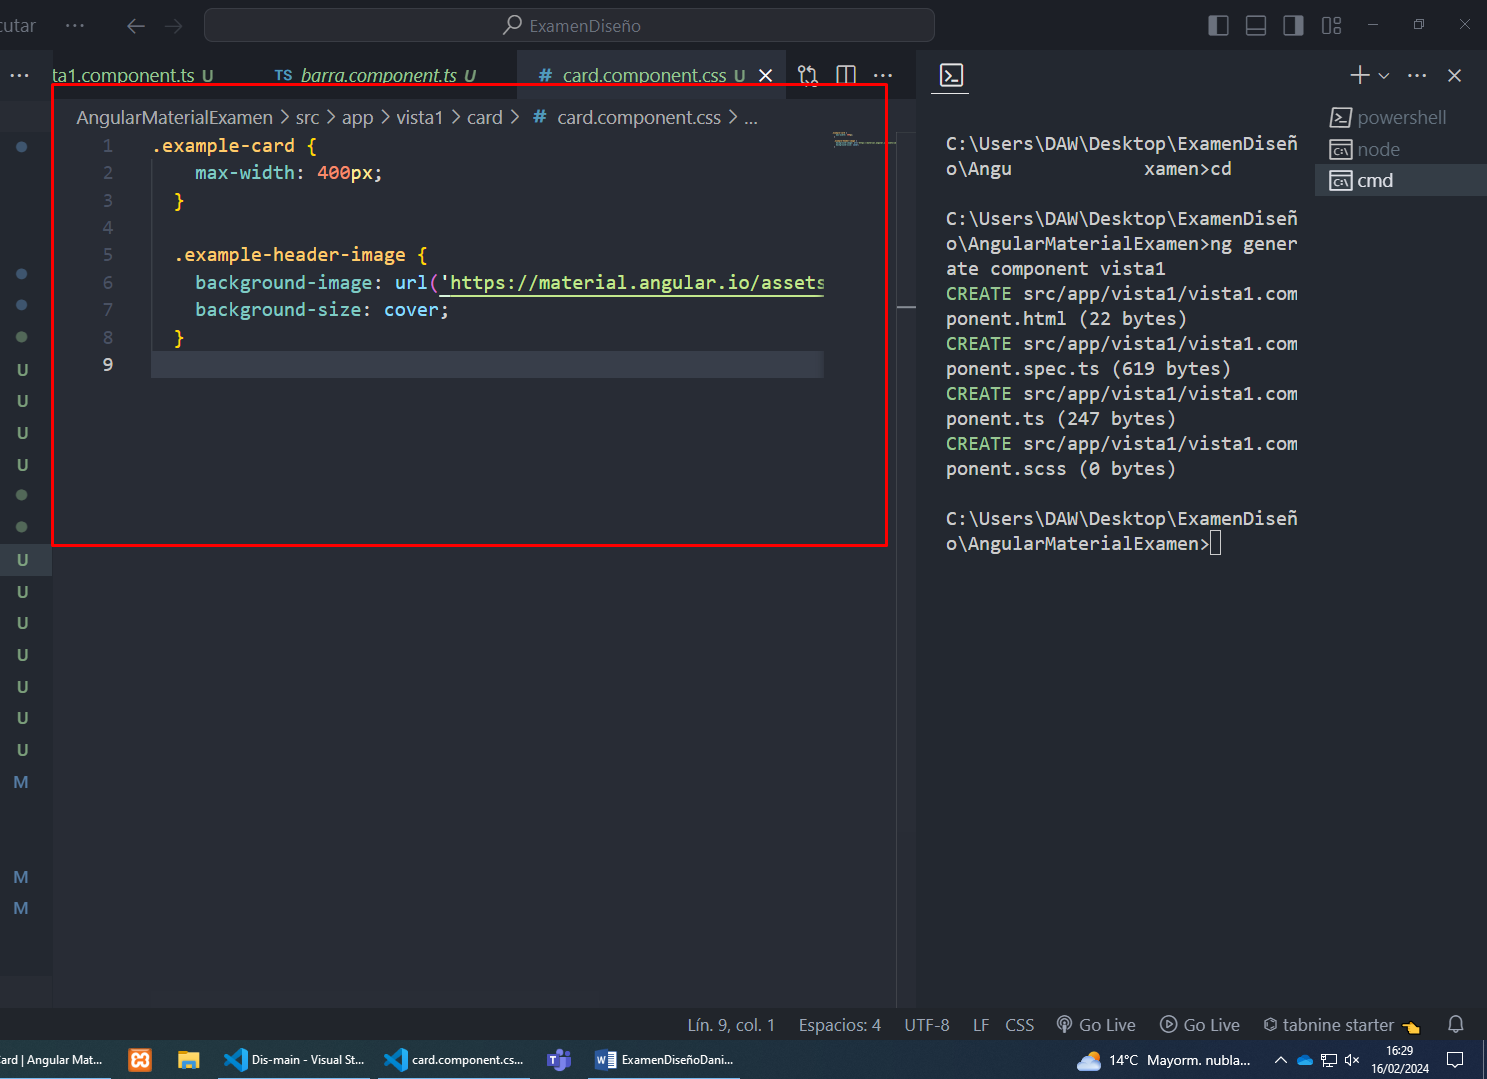 cutar ··· ExamenDiseño
··· ta1.component.ts U TS barra.component.ts U # card.component.css U
AngularMaterialExamen > src > app > vista1 > card > # card.component.css > ...
1 .example-card {
2 max-width: 400px;
3 }
4
5 .example-header-image {
6 background-image: url('https://material.angular.io/assets
7 background-size: cover;
8 }
9
U
U
U
U
U
U
U
U
U
U
U
M
M
M
C:\Users\DAW\Desktop\ExamenDiseñ
o\Angu xamen>cd
C:\Users\DAW\Desktop\ExamenDiseñ
o\AngularMaterialExamen>ng gener
ate component vista1
CREATE src/app/vista1/vista1.com
ponent.html (22 bytes)
CREATE src/app/vista1/vista1.com
ponent.spec.ts (619 bytes)
CREATE src/app/vista1/vista1.com
ponent.ts (247 bytes)
CREATE src/app/vista1/vista1.com
ponent.scss (0 bytes)
C:\Users\DAW\Desktop\ExamenDiseñ
o\AngularMaterialExamen>
powershell
node
cmd
Lín. 9, col. 1 Espacios: 4 UTF-8 LF CSS Go Live Go Live tabnine starter
ard | Angular Mat... Dis-main - Visual St... card.component.cs... ExamenDiseñoDani... 14°C Mayorm. nubla... 16:29
16/02/2024